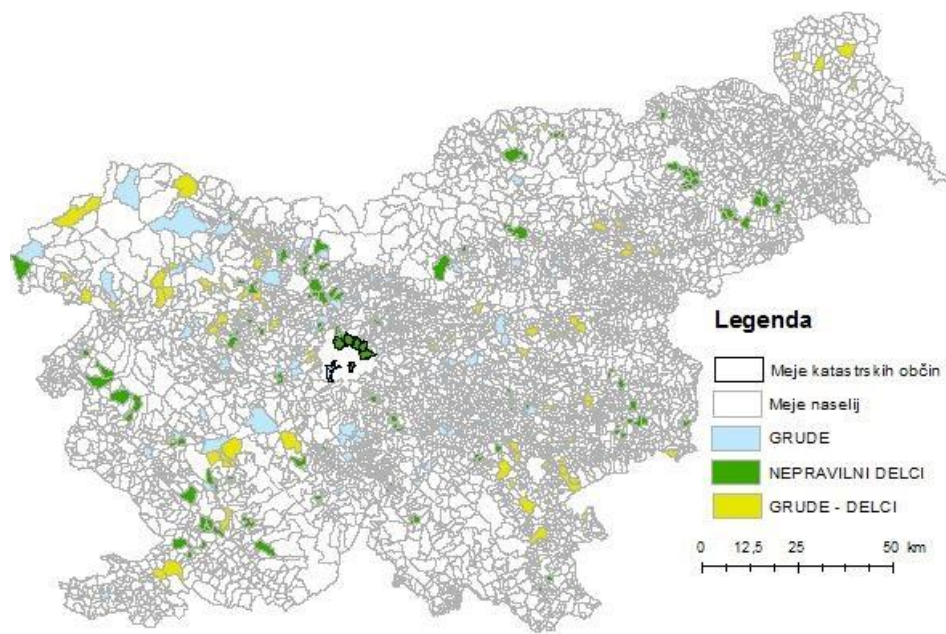 Legenda
Meje katastrskih občin
Meje naselij
GRUDE
NEPRAVILNI DELCI
GRUDE - DELCI
0 12,5 25 50 km